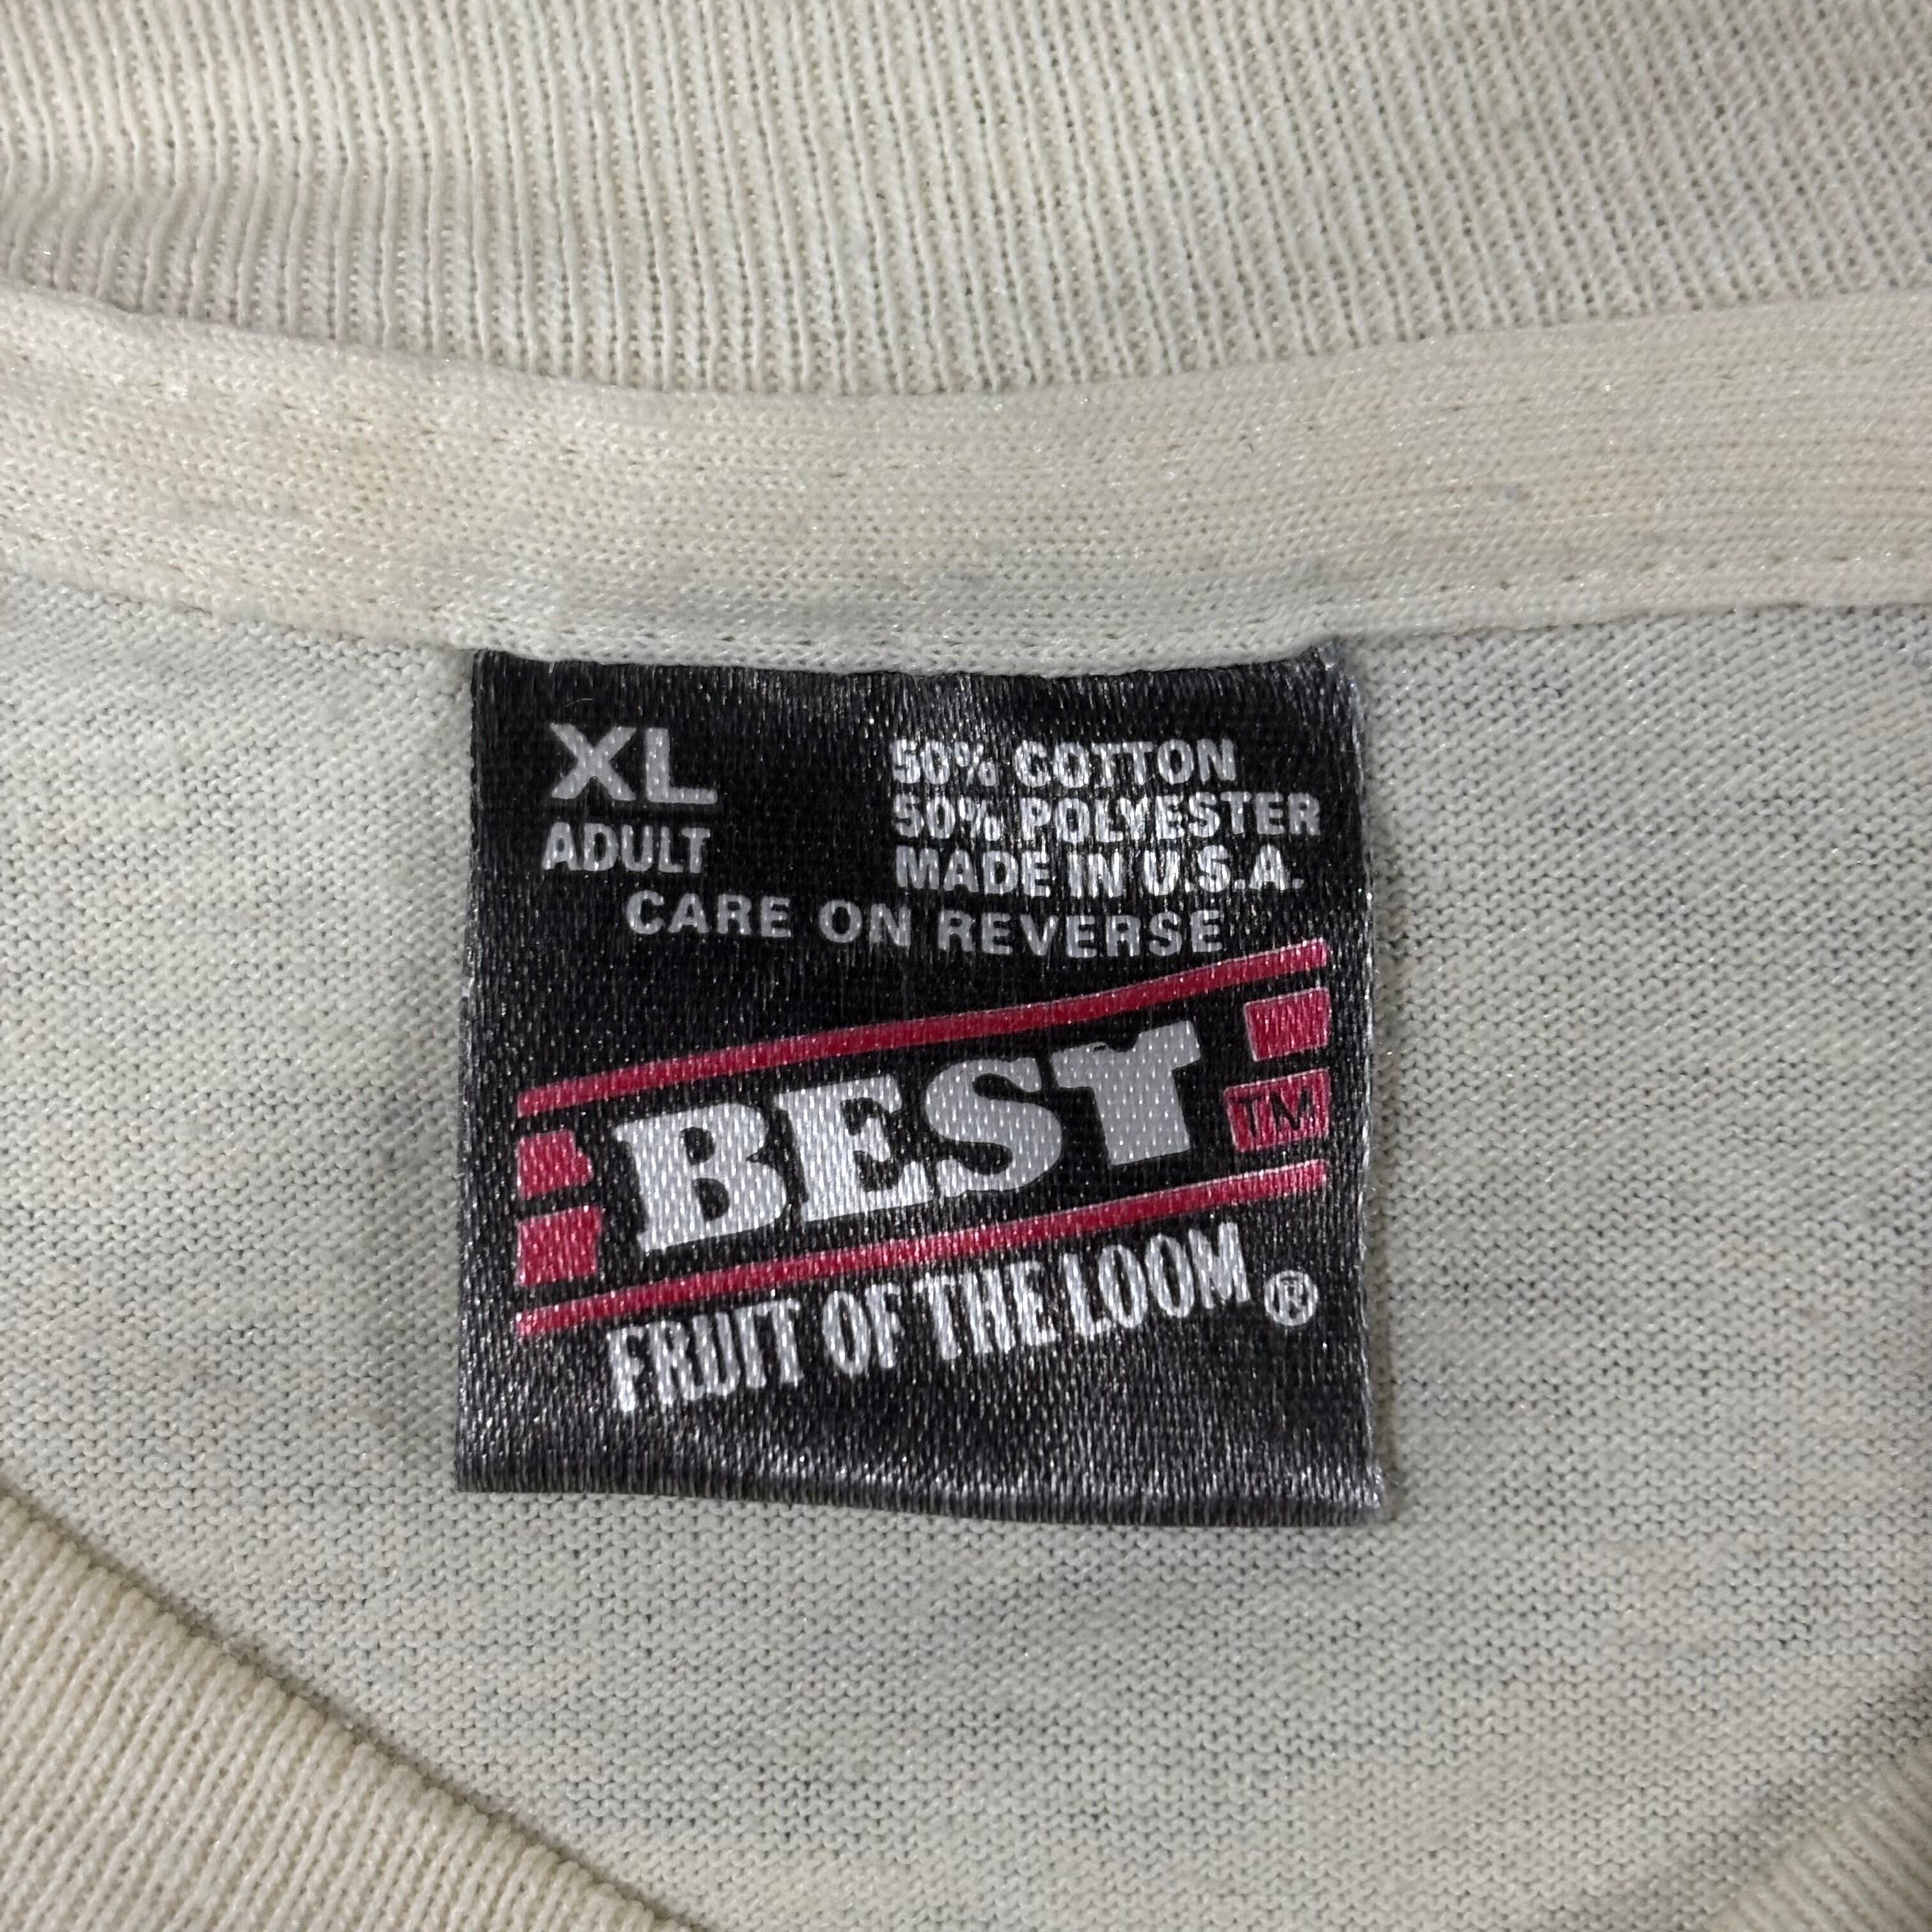 XL
ADULT
50% COTTON
50% POLYESTER
MADE IN U.S.A.
CARE ON REVERSE
BEST TM
FRUIT OF THE LOOM ®